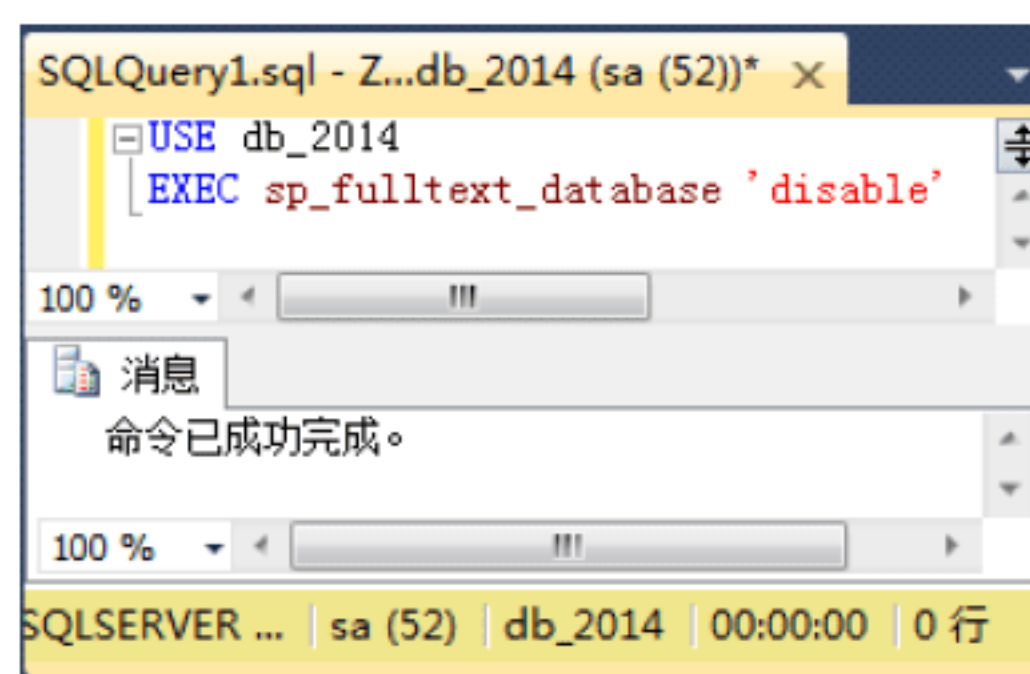 SQLQuery1.sql - Z...db_2014 (sa (52))*
USE db_2014
EXEC sp_fulltext_database 'disable'
100 %
消息
命令已成功完成。
100 %
SQLSERVER ... sa (52) db_2014 00:00:00 0 行